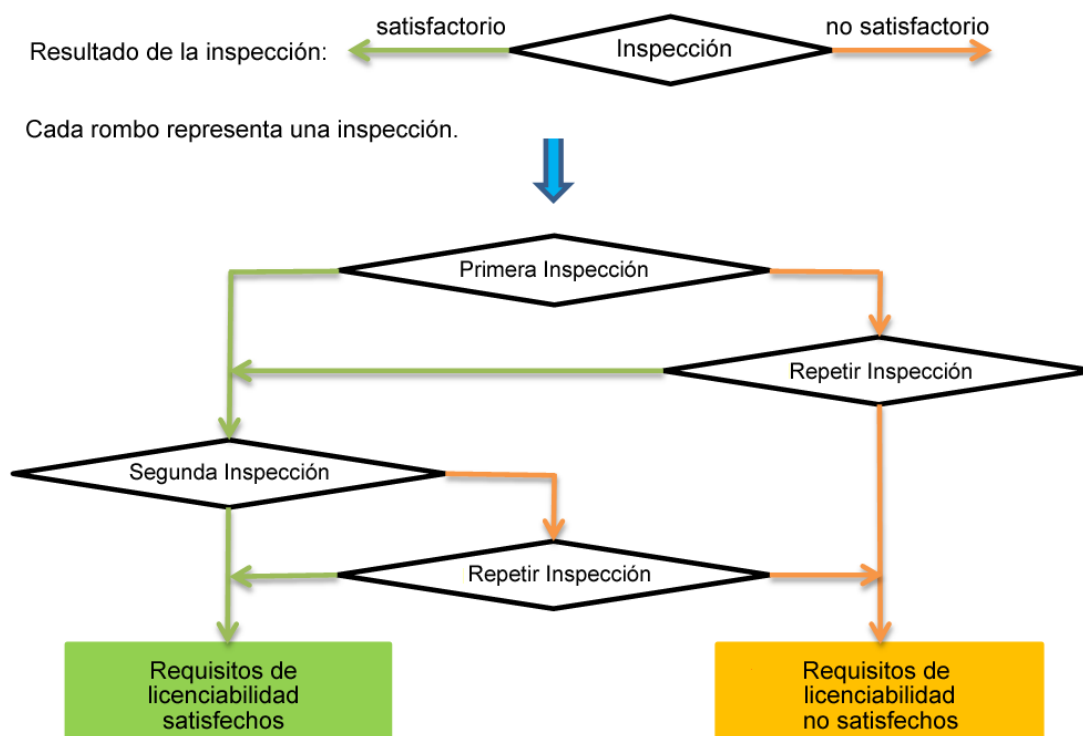 satisfactorio
Inspección
no satisfactorio
Resultado de la inspección:
Cada rombo representa una inspección.
Primera Inspección
Repetir Inspección
Segunda Inspección
Repetir Inspección
Requisitos de
licenciabilidad
satisfechos
Requisitos de
licenciabilidad
no satisfechos